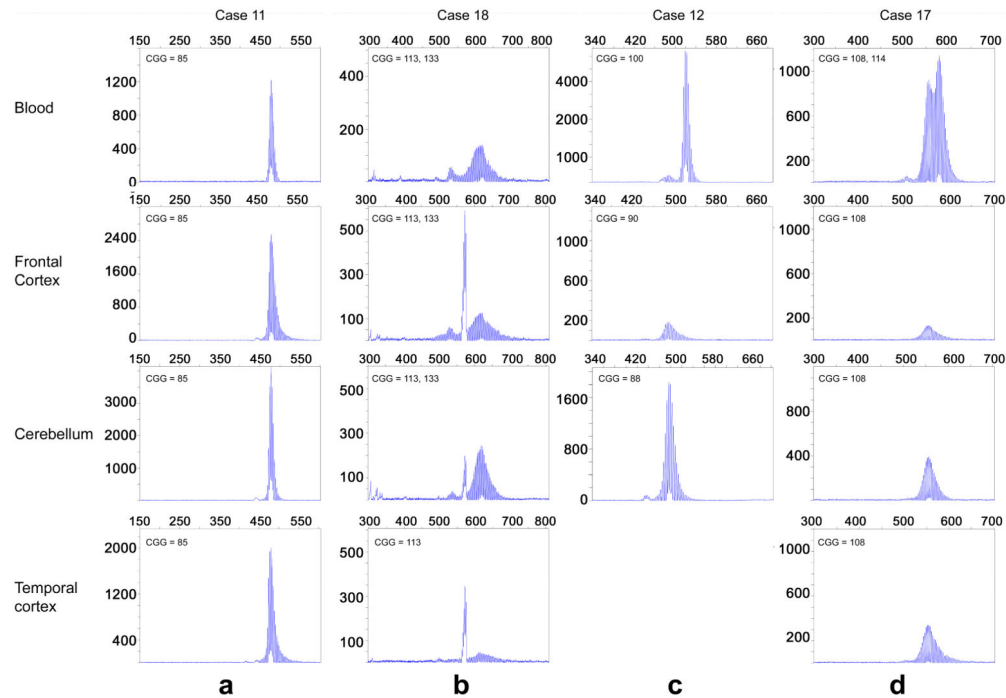 Case 11 Case 18 Case 12 Case 17
150 250 350 450 550 300 400 500 600 700 800 340 420 500 580 660 300 400 500 600 700
Blood
CGG = 85 CGG = 113, 133 CGG = 100 CGG = 108, 114
1200 400 4000 1000
800 200 2000 600
400 1000 200
0 0
150 250 350 450 550 300 400 500 600 700 800 340 420 500 580 660 300 400 500 600 700
Frontal
Cortex
CGG = 85 CGG = 113, 133 CGG = 90 CGG = 108
2400 500 1000 1000
1600 300 600 600
800 100 200 200
0
150 250 350 450 550 300 400 500 600 700 800 340 420 500 580 660 300 400 500 600 700
Cerebellum
CGG = 85 CGG = 113, 133 CGG = 88 CGG = 108
3000 500 1600 800
2000 300 800 400
1000 100 0 0
150 250 350 450 550 300 400 500 600 700 800 300 400 500 600 700
Temporal
cortex
CGG = 85 CGG = 113 CGG = 108
2000 500 1000
1200 300 600
400 100 200
a b c d